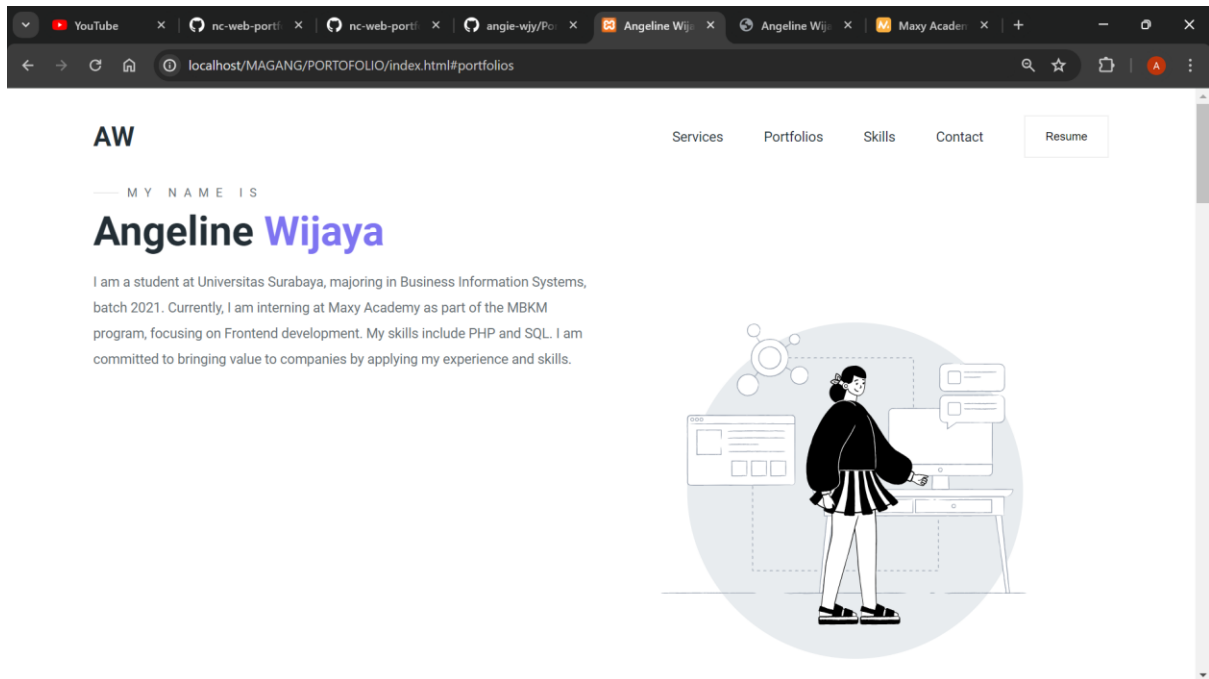 YouTube
nc-web-portf
nc-web-portf
angie-wjy/Po
Angeline Wij
Angeline Wij
Maxy Academ
localhost/MAGANG/PORTOFOLIO/index.html#portfolios
A
AW
Services
Portfolios
Skills
Contact
Resume
MY NAME IS
Angeline Wijaya
I am a student at Universitas Surabaya, majoring in Business Information Systems,
batch 2021. Currently, I am interning at Maxy Academy as part of the MBKM
program, focusing on Frontend development. My skills include PHP and SQL. I am
committed to bringing value to companies by applying my experience and skills.